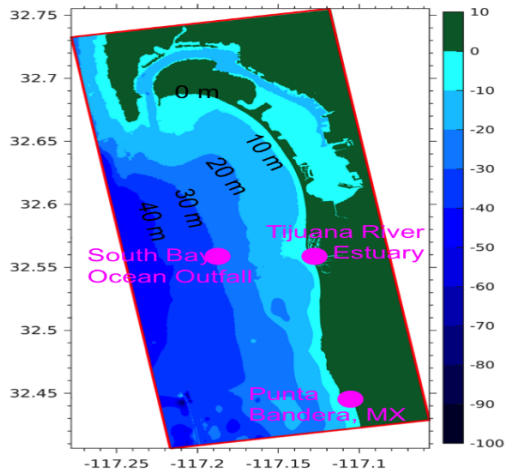 32.75
32.7
32.65
32.6
32.55
32.5
32.45
0 m
10 m
20 m
30 m
40 m
Tijuana River
Estuary
South Bay
Ocean Outfall
Punta
Bandera, MX
-117.25
-117.2
-117.15
-117.1
10
0
-10
-20
-30
-40
-50
-60
-70
-80
-90
-100